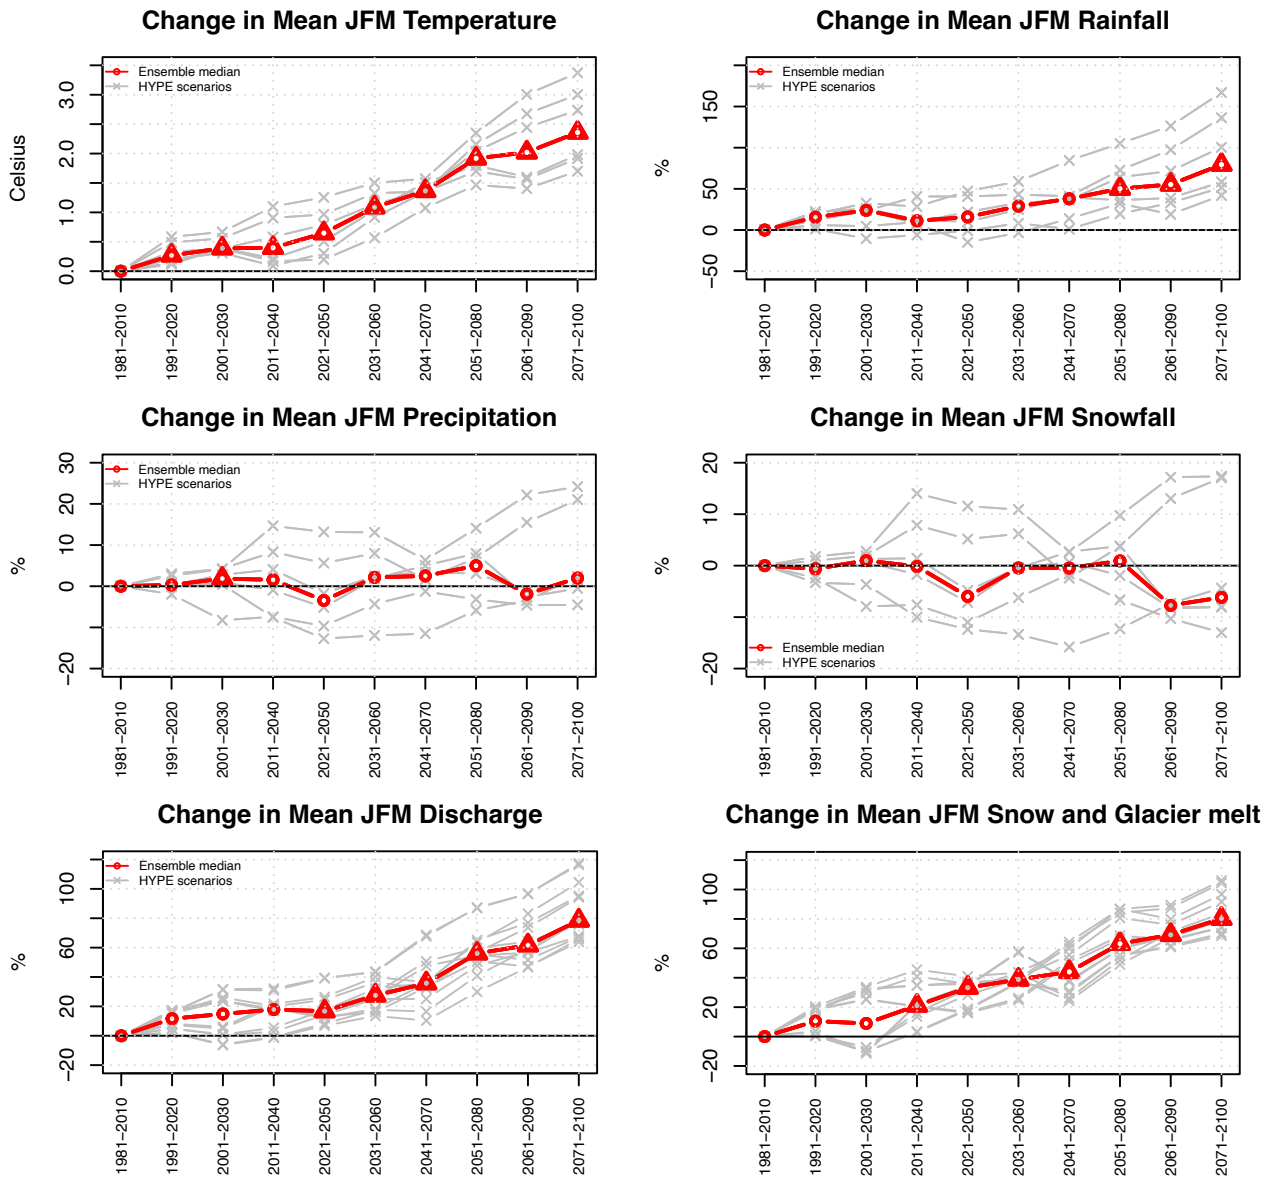 Change in Mean JFM Temperature
Celsius
0.0 1.0 2.0 3.0
Ensemble median
HYPE scenarios
1981−2010 1991−2020 2001−2030 2011−2040 2021−2050 2031−2060 2041−2070 2051−2080 2061−2090 2071−2100
Change in Mean JFM Rainfall
%
−50 0 50 150
Ensemble median
HYPE scenarios
1981−2010 1991−2020 2001−2030 2011−2040 2021−2050 2031−2060 2041−2070 2051−2080 2061−2090 2071−2100
Change in Mean JFM Precipitation
%
−20 0 10 20 30
Ensemble median
HYPE scenarios
1981−2010 1991−2020 2001−2030 2011−2040 2021−2050 2031−2060 2041−2070 2051−2080 2061−2090 2071−2100
Change in Mean JFM Snowfall
%
−20 0 10 20
Ensemble median
HYPE scenarios
1981−2010 1991−2020 2001−2030 2011−2040 2021−2050 2031−2060 2041−2070 2051−2080 2061−2090 2071−2100
Change in Mean JFM Discharge
%
−20 20 60 100
Ensemble median
HYPE scenarios
1981−2010 1991−2020 2001−2030 2011−2040 2021−2050 2031−2060 2041−2070 2051−2080 2061−2090 2071−2100
Change in Mean JFM Snow and Glacier melt
%
−20 20 60 100
1981−2010 1991−2020 2001−2030 2011−2040 2021−2050 2031−2060 2041−2070 2051−2080 2061−2090 2071−2100